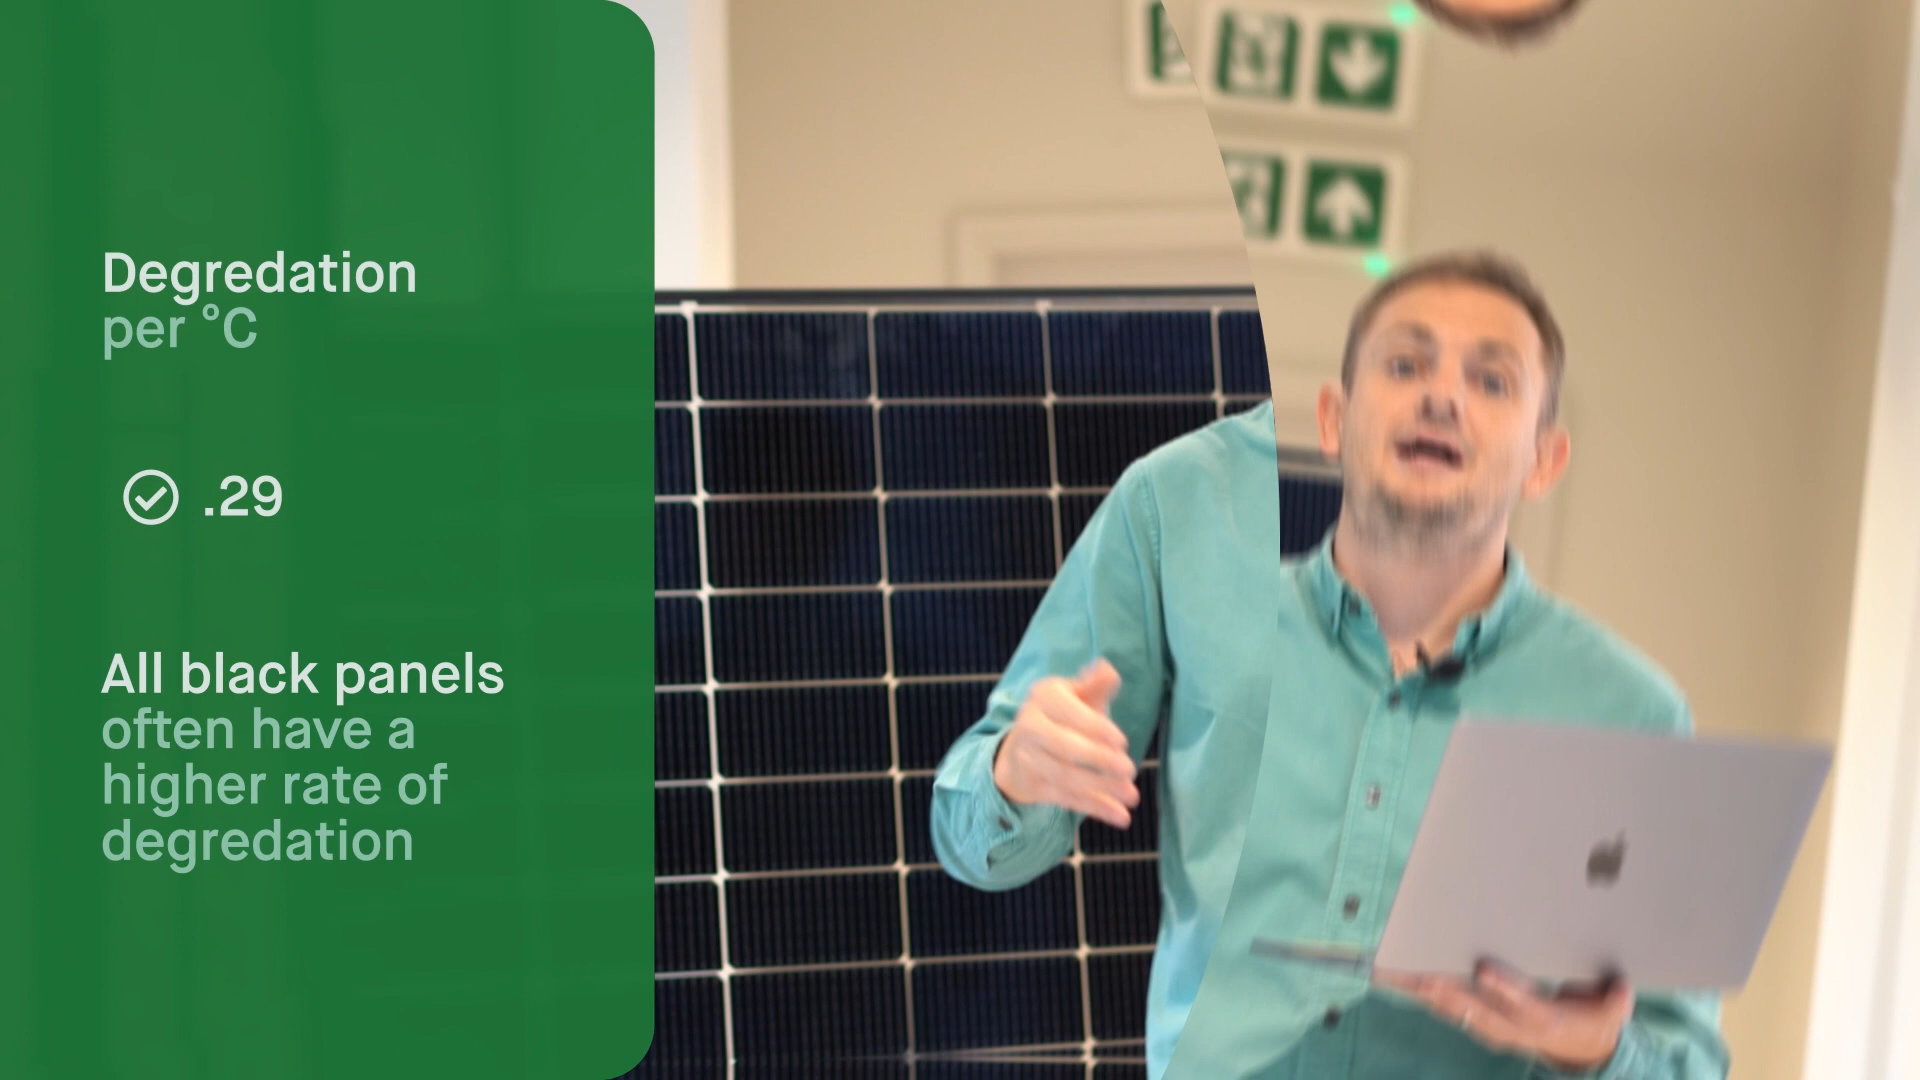 Degredation
per °C
.29
All black panels
often have a
higher rate of
degredation